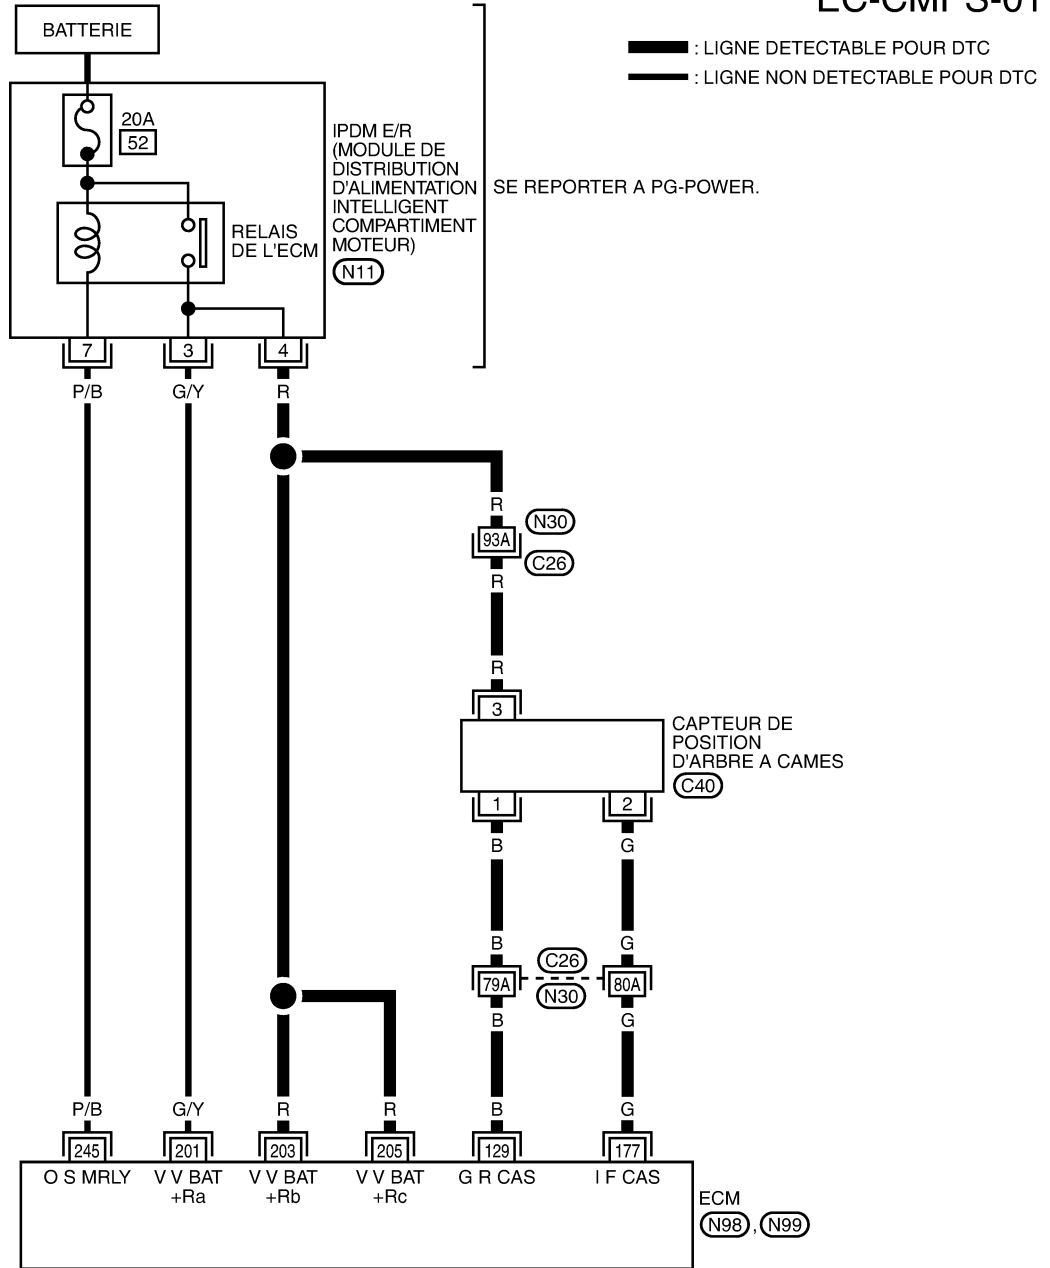 EC-CMPS-01
BATTERIE
: LIGNE DETECTABLE POUR DTC
: LIGNE NON DETECTABLE POUR DTC
20A
52
IPDM E/R
(MODULE DE
DISTRIBUTION
D'ALIMENTATION
INTELLIGENT
COMPARTIMENT
MOTEUR)
N11
SE REPORTER A PG-POWER.
RELAIS
DE L'ECM
7 3 4
P/B G/Y R
R
N30
93A
C26
R
R
3
CAPTEUR DE
POSITION
D'ARBRE A CAMES
C40
1 2
B G
B G
C26
79A 80A
N30
B G
P/B G/Y R R B G
245 201 203 205 129 177
O S MRLY V V BAT V V BAT V V BAT G R CAS I F CAS
+Ra +Rb +Rc
ECM
N98 , N99